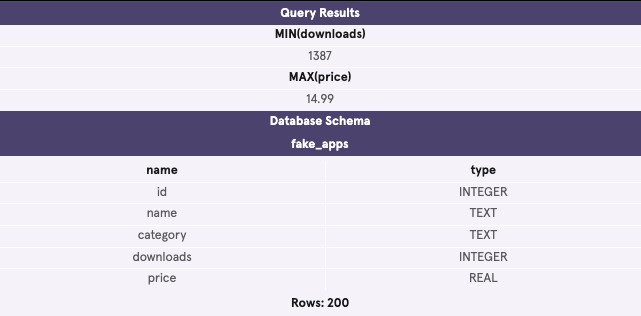 Query Results
MIN(downloads)
1387
MAX(price)
14.99
Database Schema
fake_apps
name type
id INTEGER
name TEXT
category TEXT
downloads INTEGER
price REAL
Rows: 200